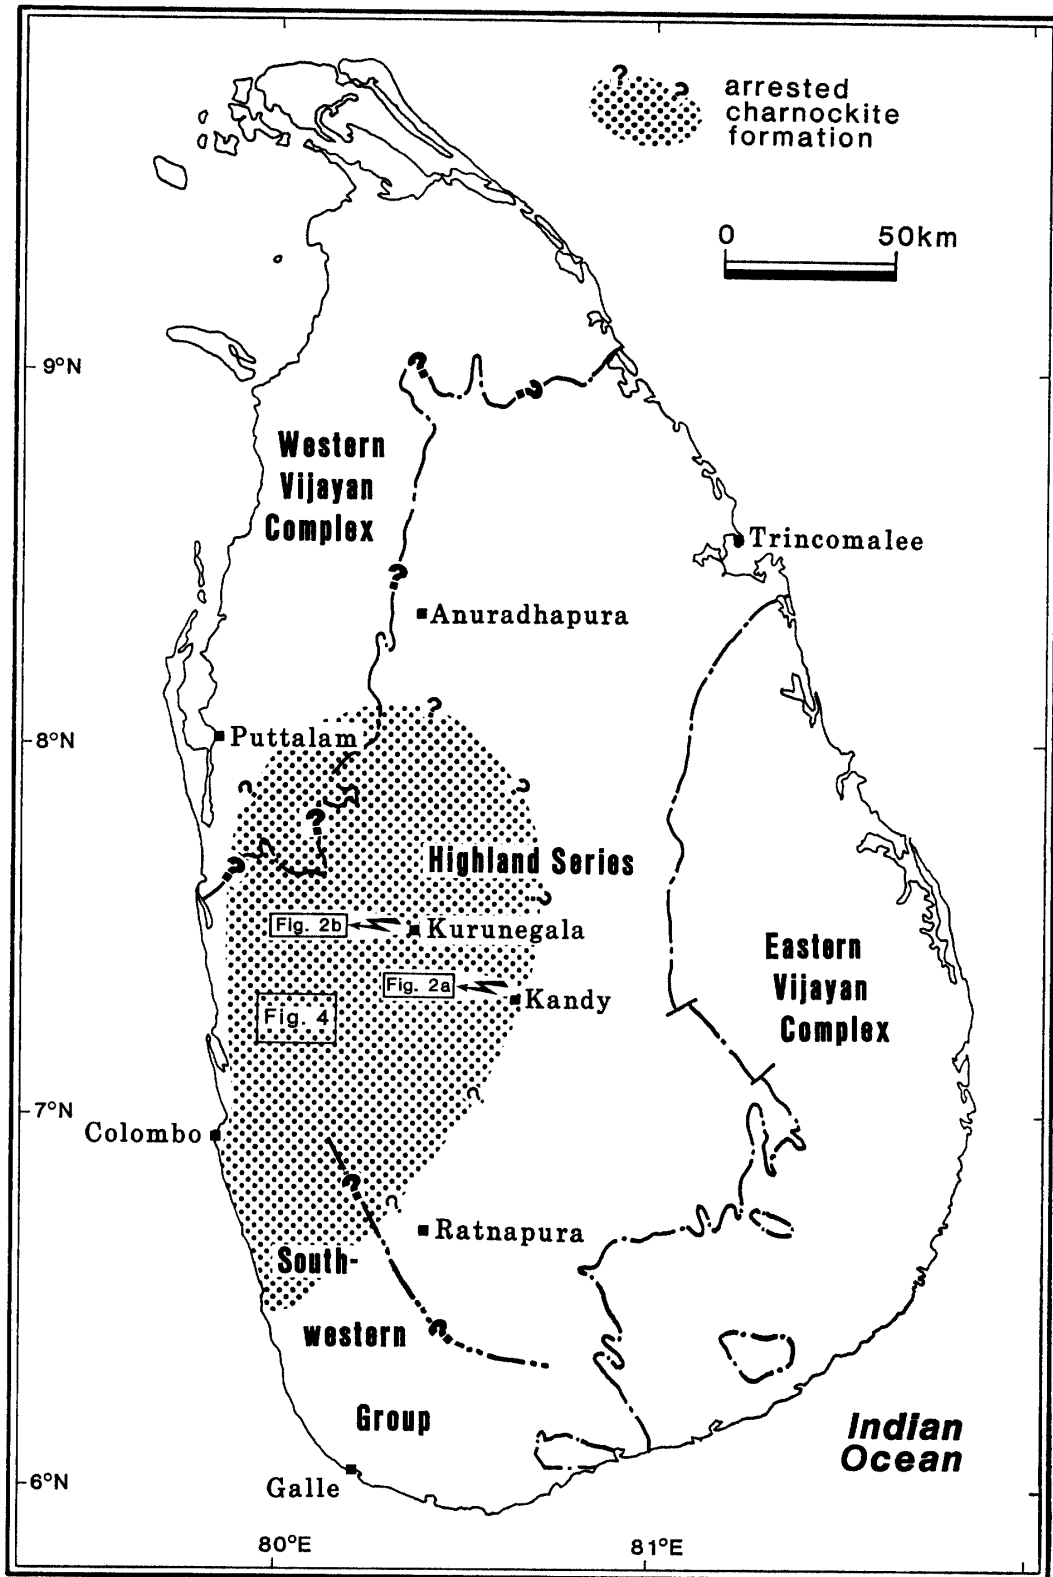 ? ? arrested
charnockite
formation
0 50km
9°N
?
?
Western
Vijayan
Complex
Trincomalee
?
Anuradhapura
?
8°N
Puttalam
?
?
?
?
Highland Series
?
Fig. 2b
Kurunegala
Eastern
Vijayan
Complex
Fig. 2a
Kandy
Fig. 4
7°N
?
Colombo
?
?
Ratnapura
South-
western
?
Group
Indian
Ocean
6°N
Galle
80°E
81°E